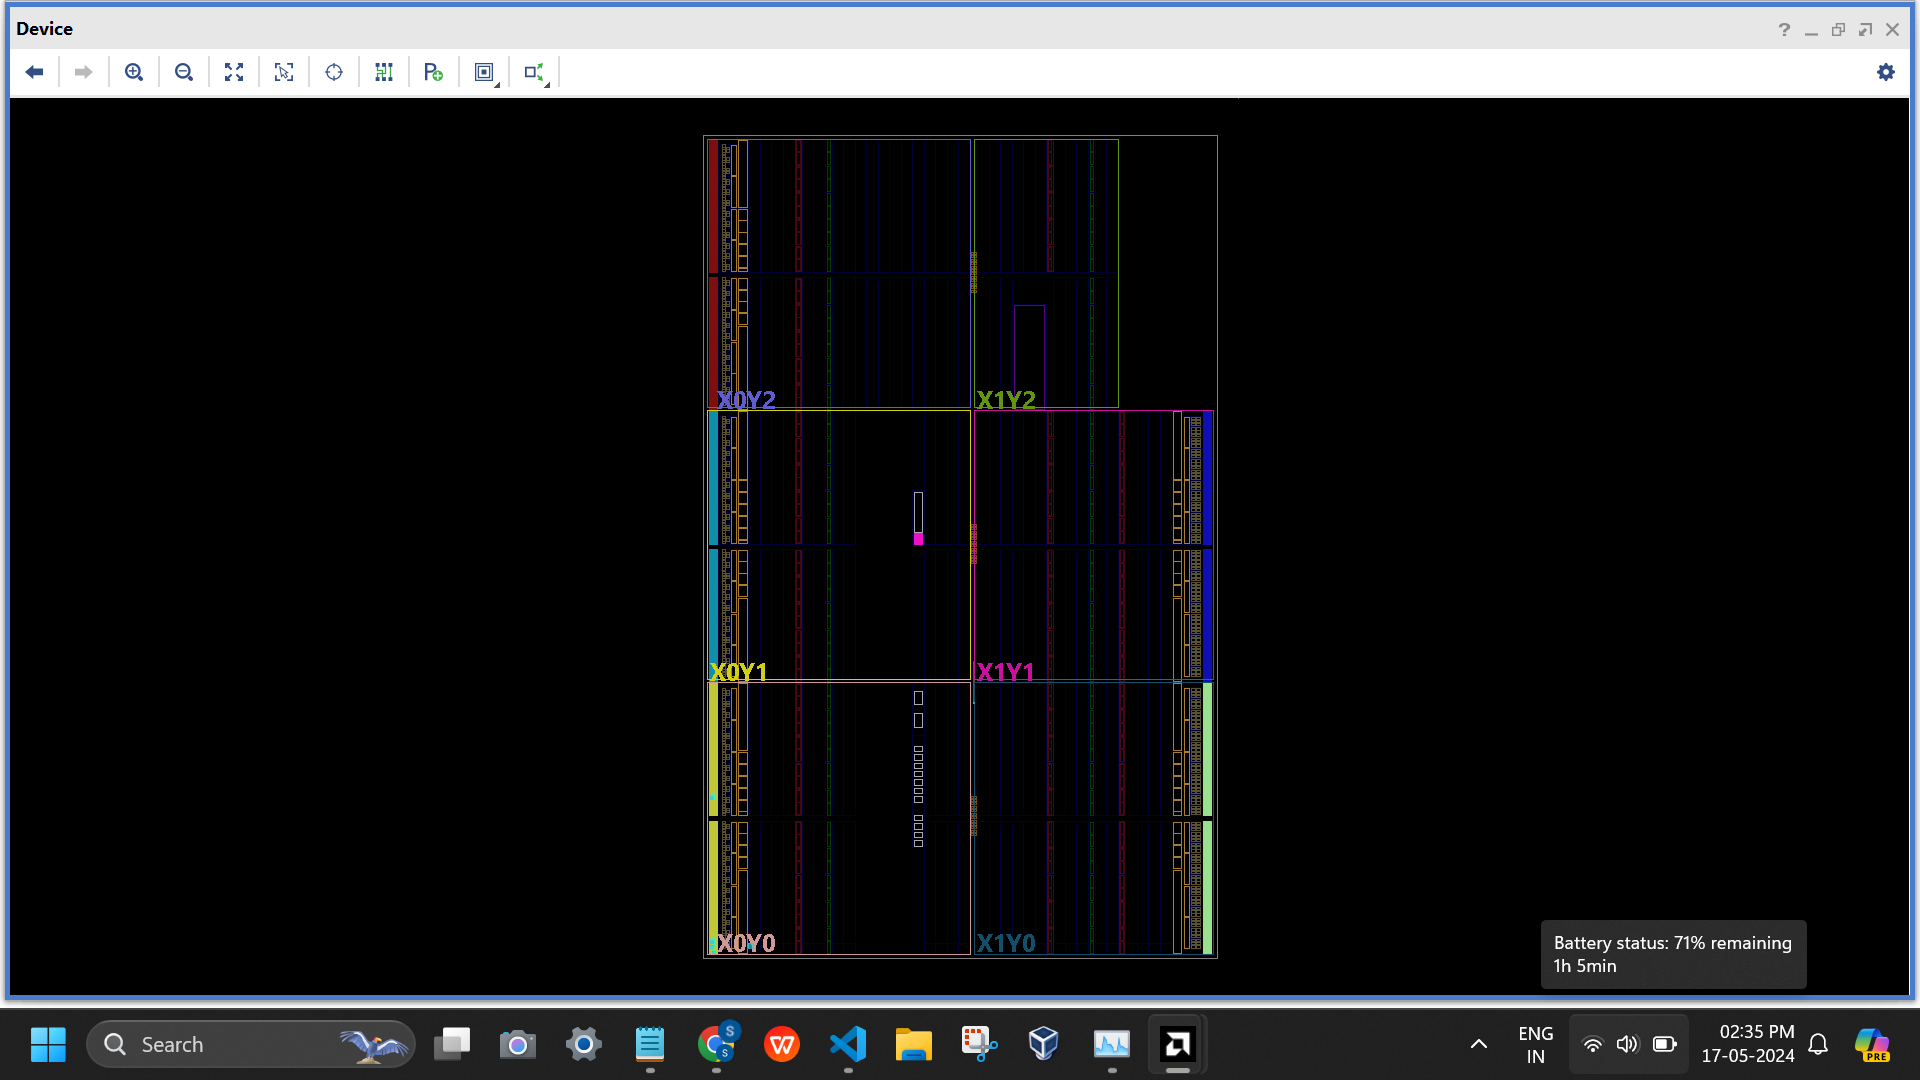 Device
X0Y2
X1Y2
X0Y1
X1Y1
X0Y0
X1Y0
Battery status: 71% remaining
1h 5min
Search
S
S
W
ENG
IN
02:35 PM
17-05-2024
PRE